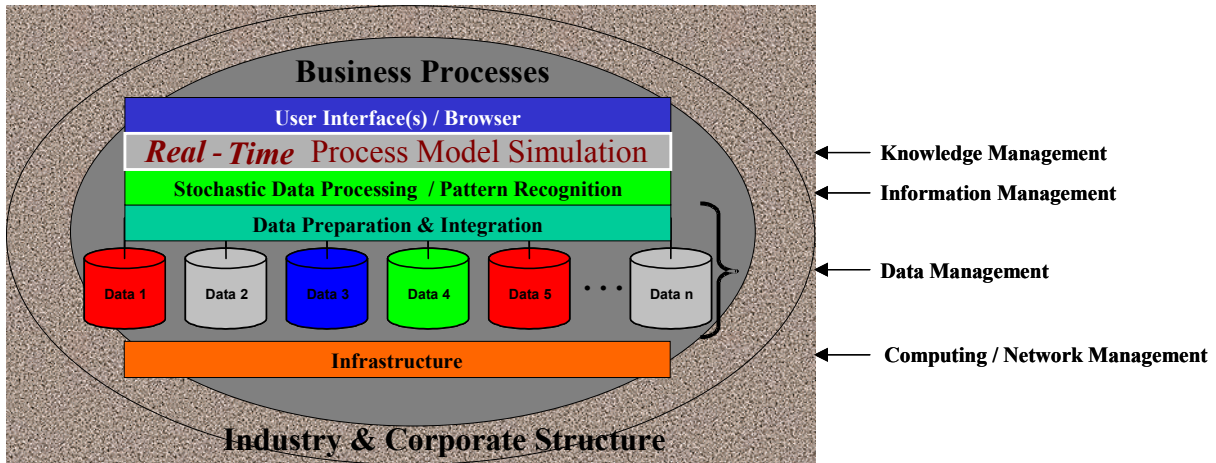 Business Processes
User Interface(s) / Browser
Real - Time Process Model Simulation
Knowledge Management
Stochastic Data Processing / Pattern Recognition
Information Management
Data Preparation & Integration
Data Management
Data 1
Data 2
Data 3
Data 4
Data 5
. . .
Data n
Infrastructure
Computing / Network Management
Industry & Corporate Structure